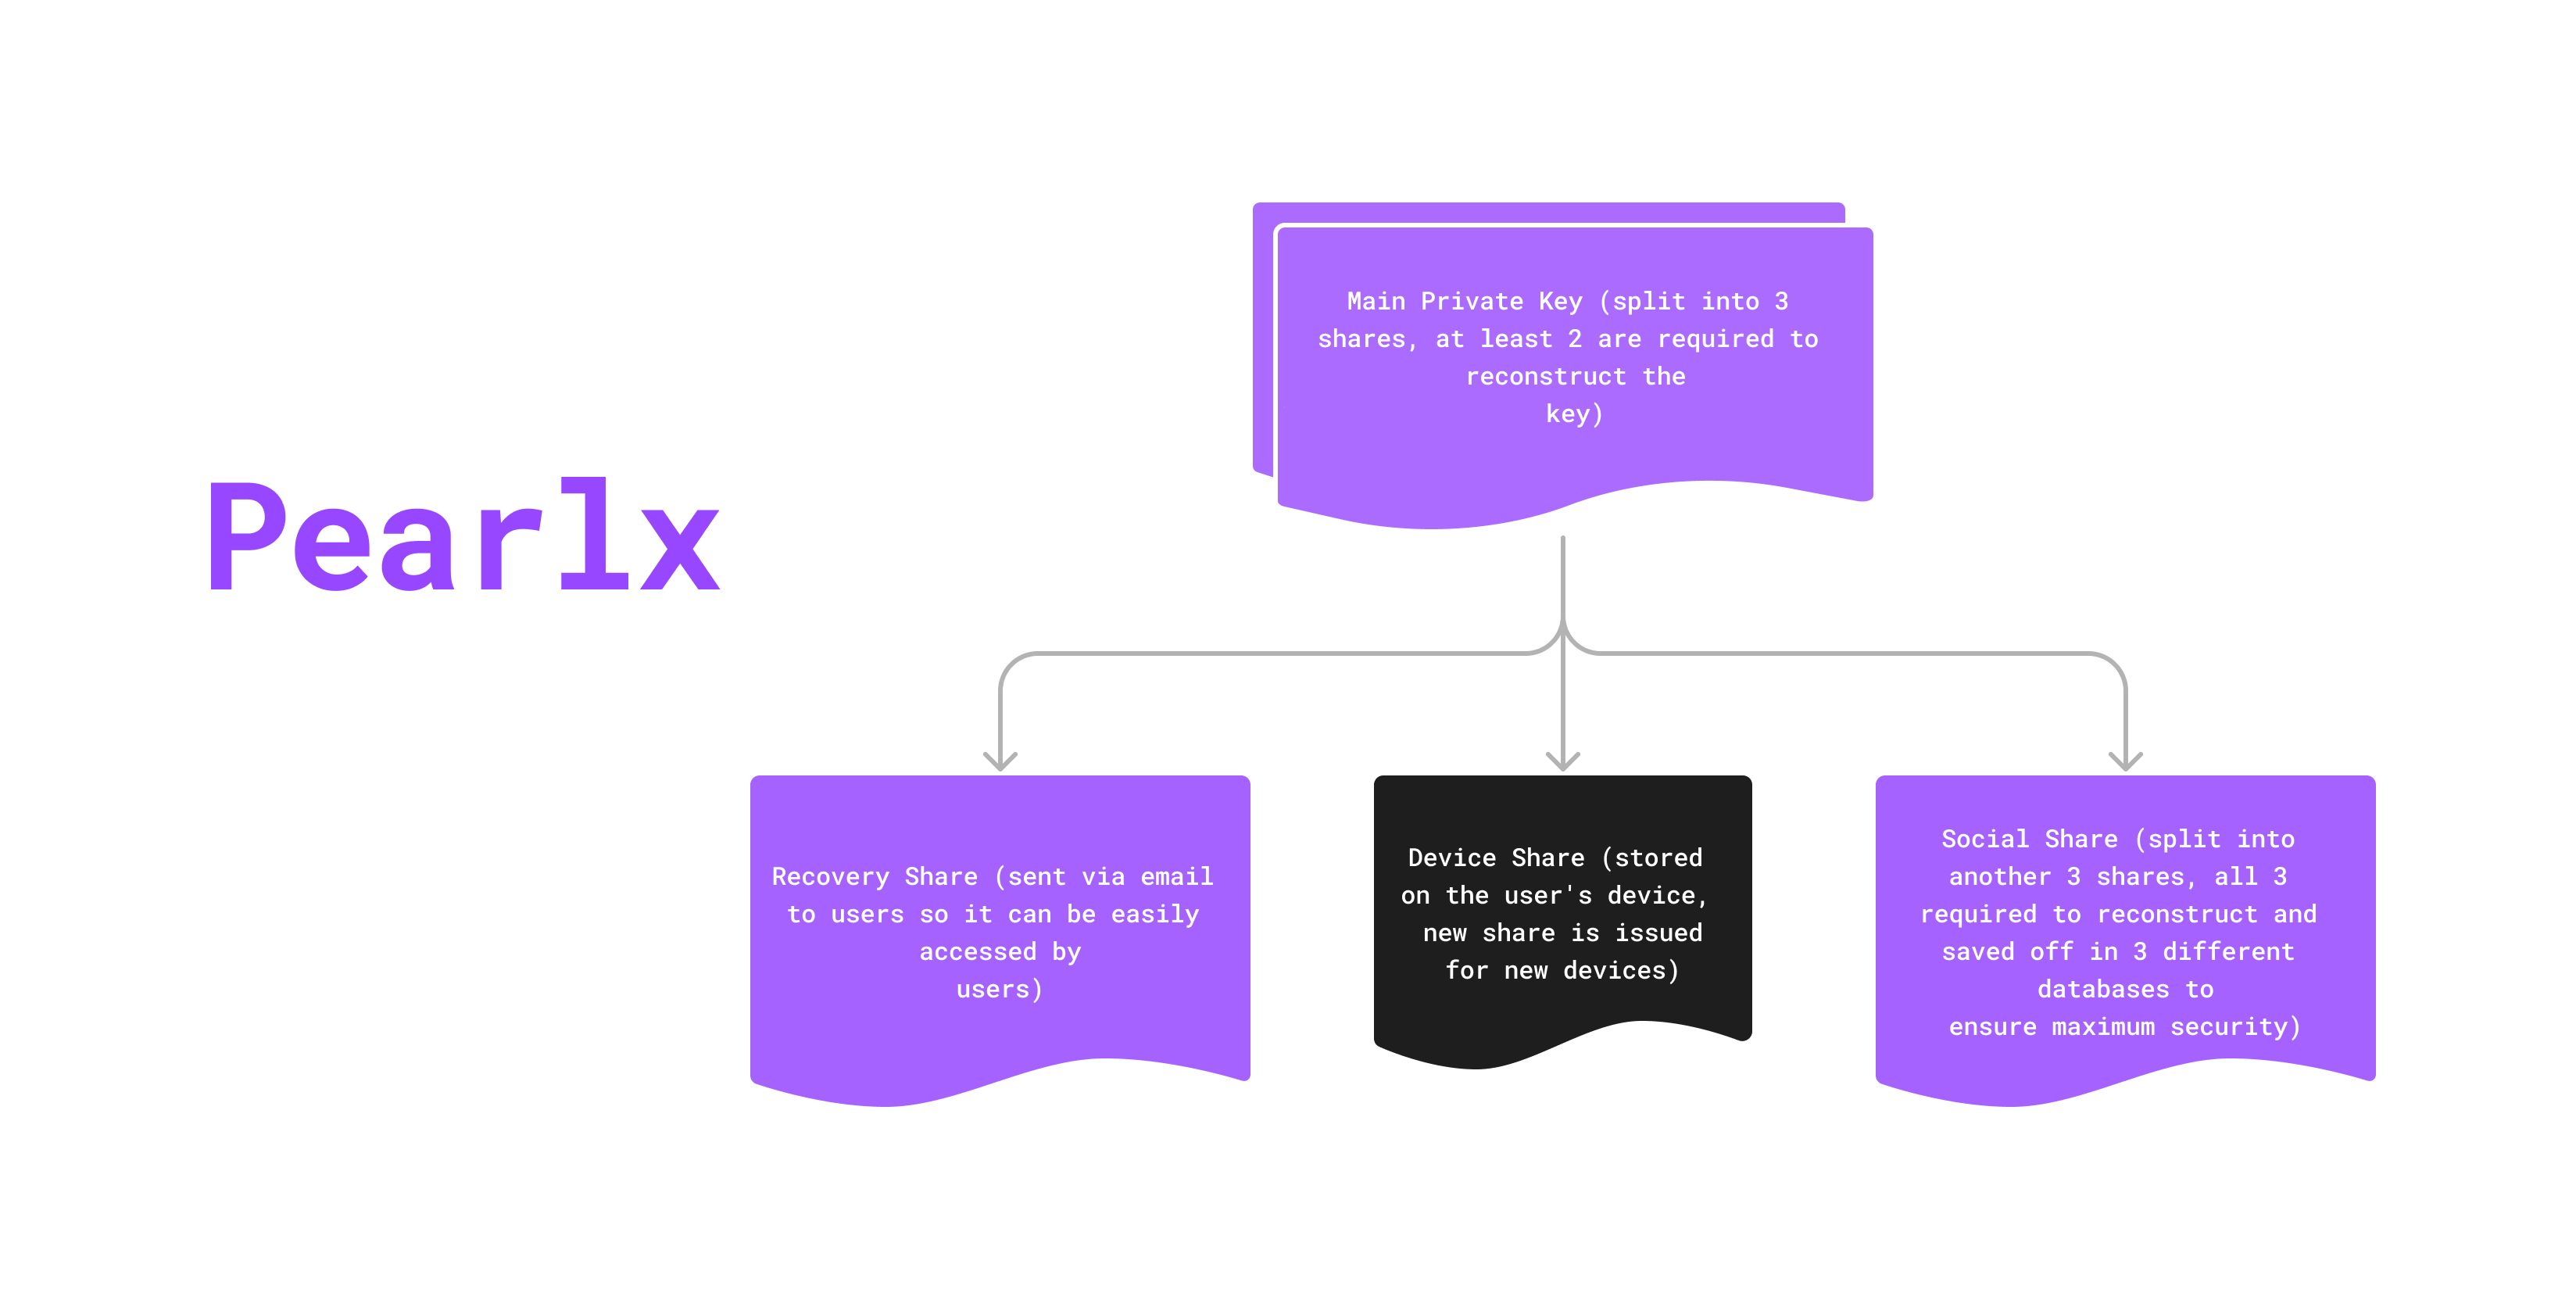 Pearlx
Main Private Key (split into 3
shares, at least 2 are required to
reconstruct the
key)
Recovery Share (sent via email
to users so it can be easily
accessed by
users)
Device Share (stored
on the user's device,
new share is issued
for new devices)
Social Share (split into
another 3 shares, all 3
required to reconstruct and
saved off in 3 different
databases to
ensure maximum security)